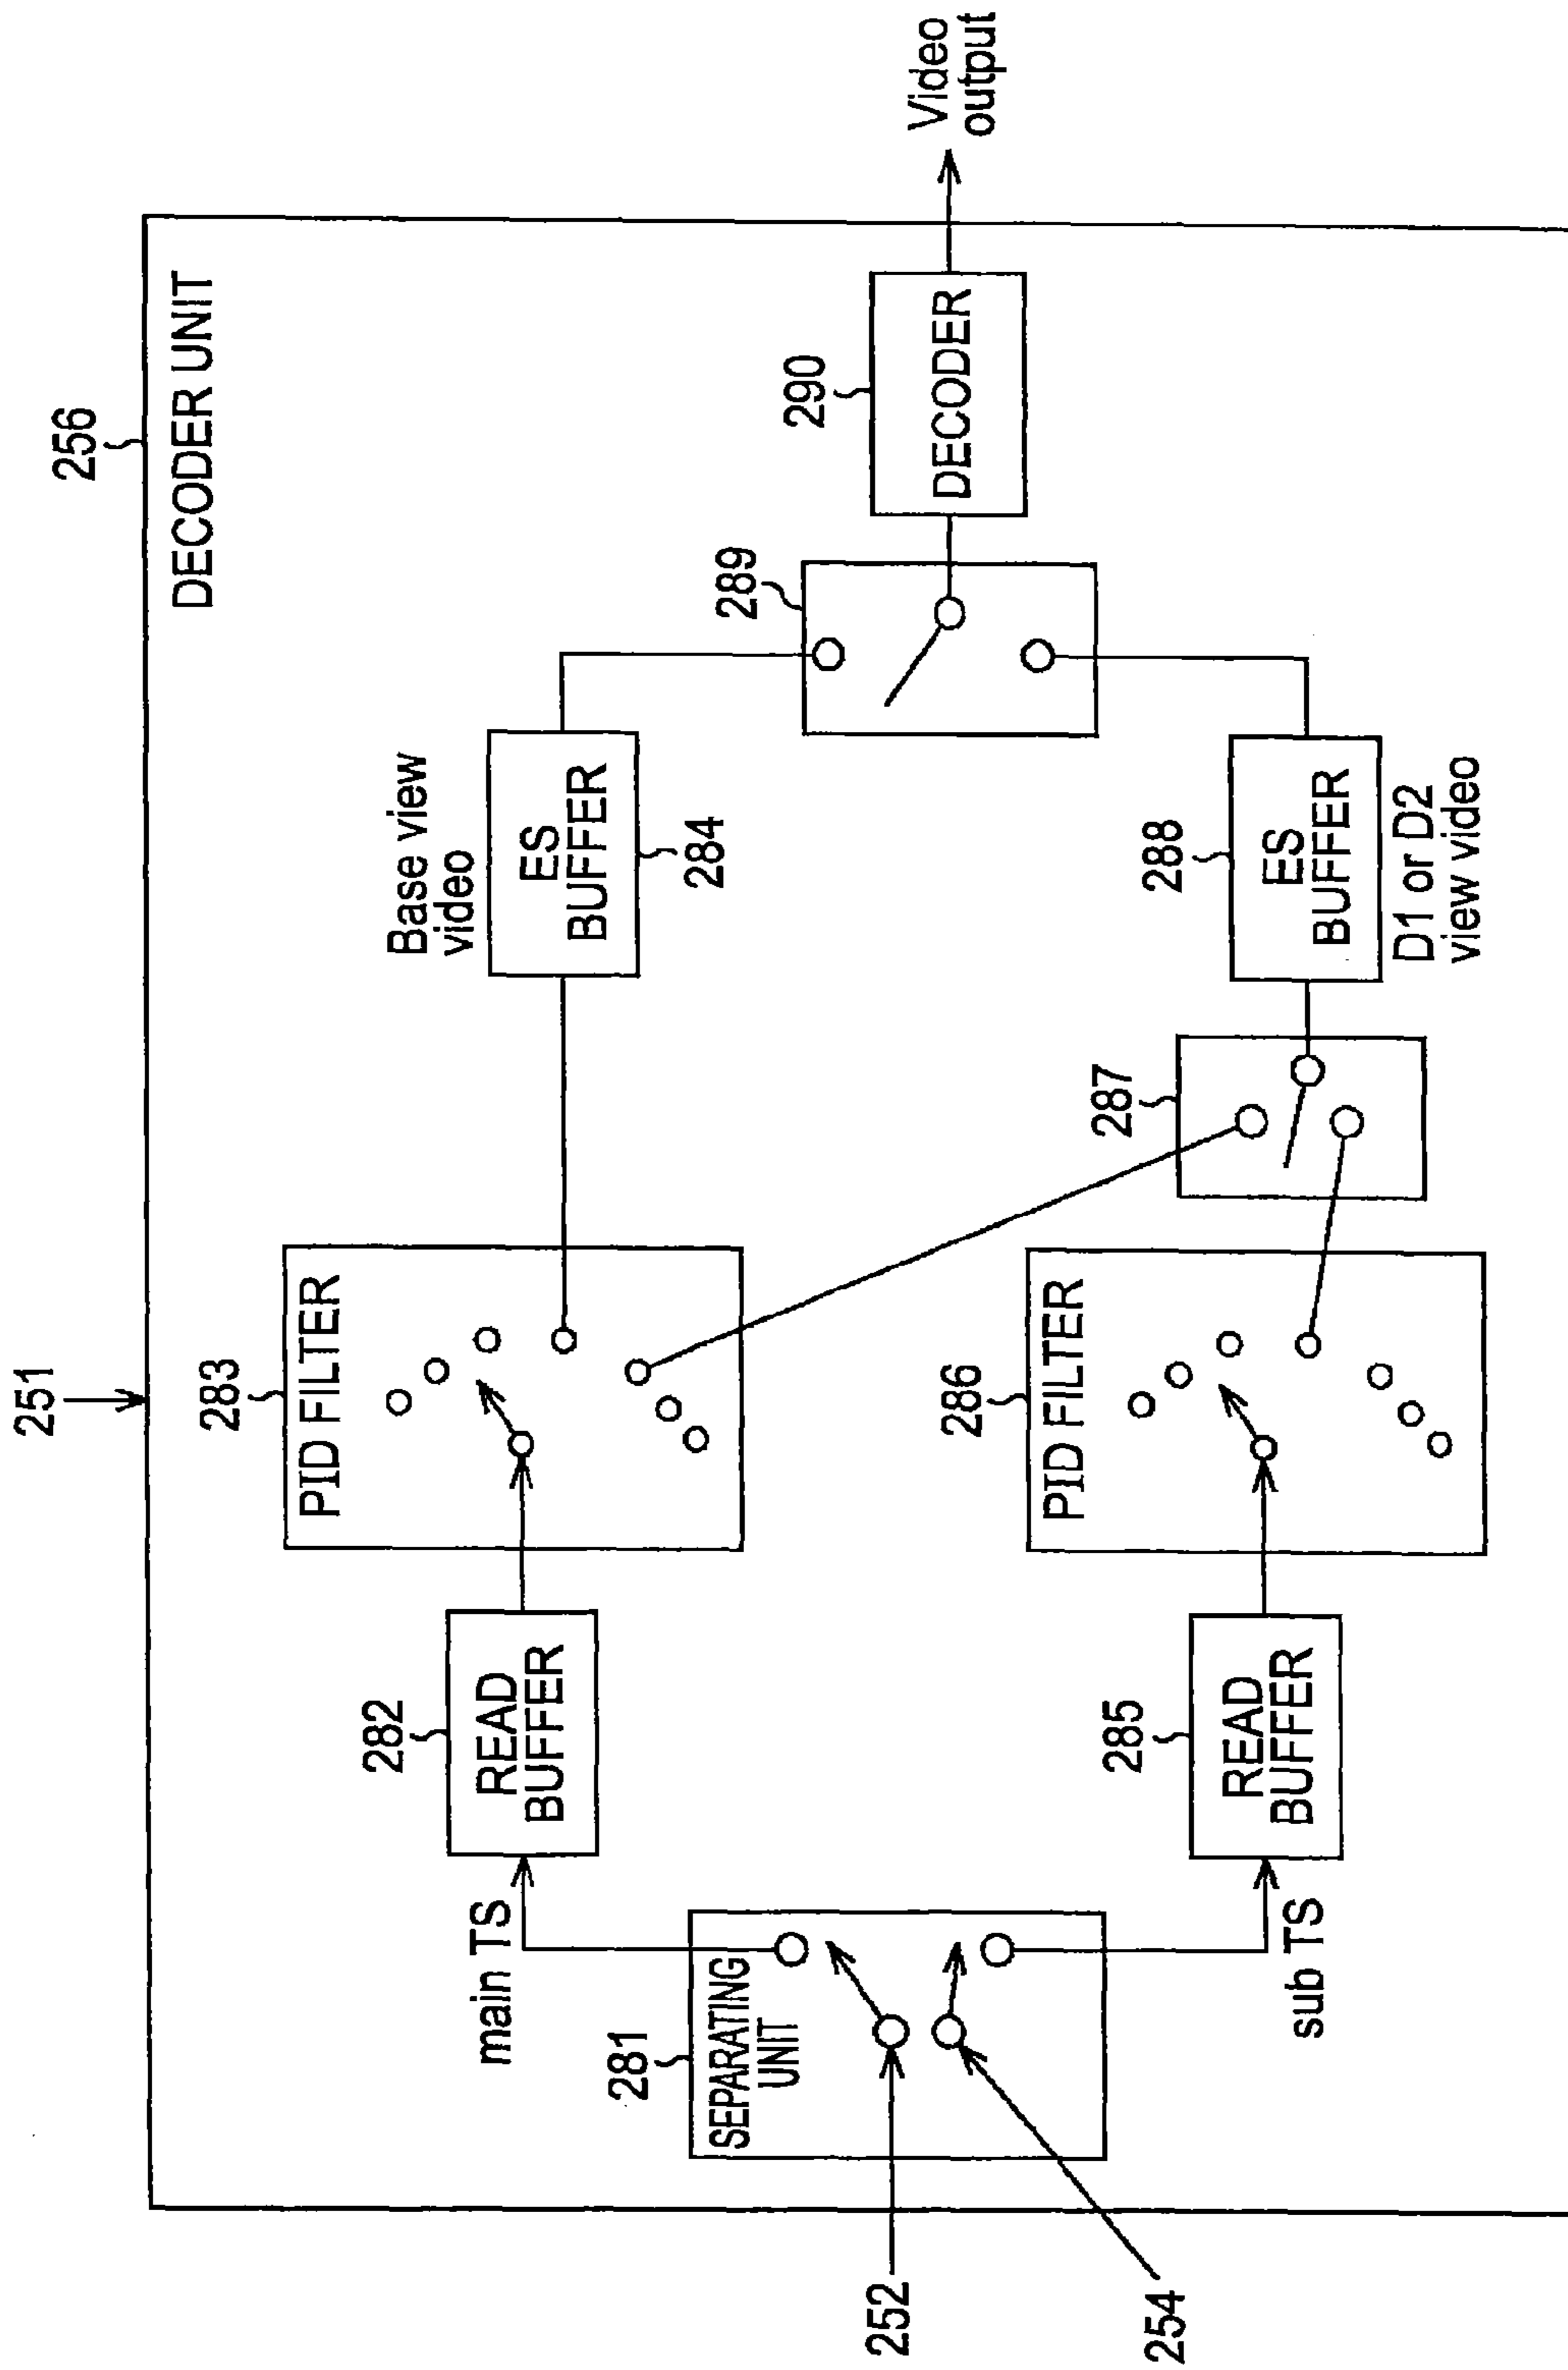 251
256
DECODER UNIT
252
254
281
SEPARATING
UNIT
main TS
sub TS
282
READ
BUFFER
283
PID FILTER
Base view
video
ES
BUFFER
284
285
READ
BUFFER
286
PID FILTER
287
288
ES
BUFFER
D1 or D2
view video
289
290
DECODER
Video
output